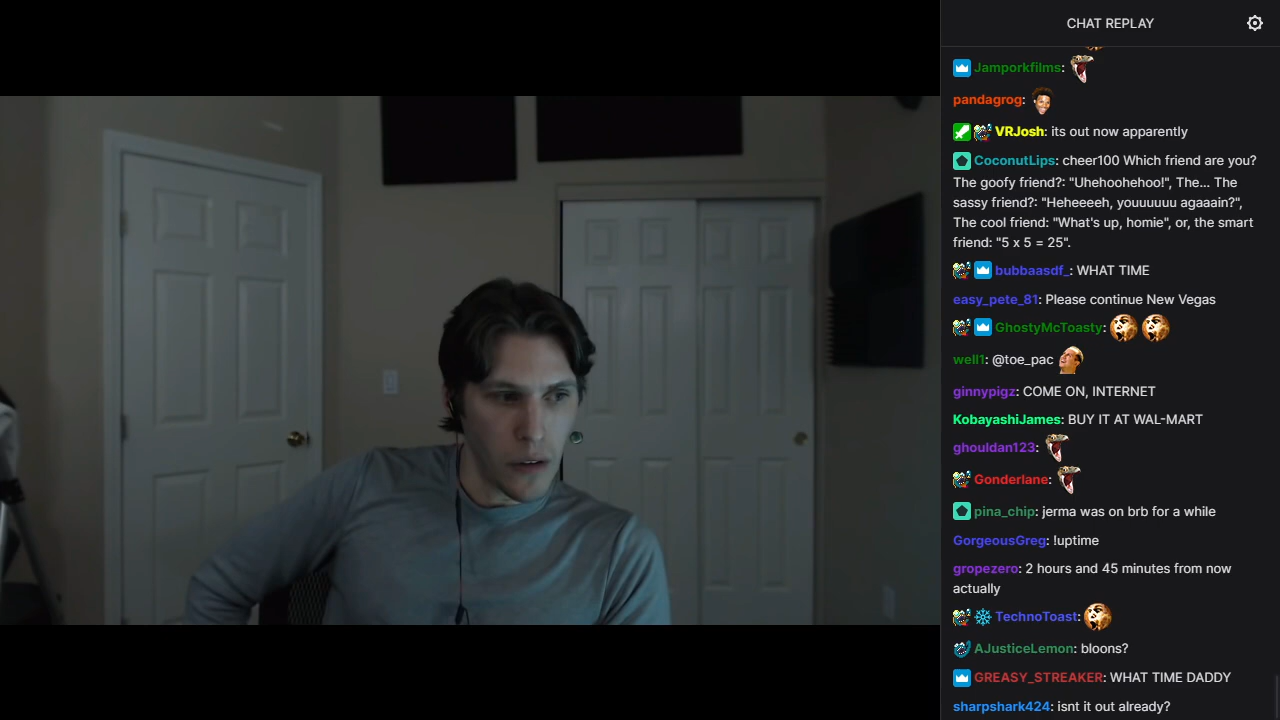 CHAT REPLAY
Jamporkfilms:
pandagrog:
VRJosh: its out now apparently
CoconutLips: cheer100 Which friend are you?
The goofy friend?: "Uhehoohehoo!", The... The
sassy friend?: "Heheeeeh, youuuuuu agaaain?",
The cool friend: "What's up, homie", or, the smart
friend: "5 x 5 = 25".
bubbaasdf_: WHAT TIME
easy_pete_81: Please continue New Vegas
GhostyMcToasty:
well1: @toe_pac
ginnypigz: COME ON, INTERNET
KobayashiJames: BUY IT AT WAL-MART
ghouldan123:
Gonderlane:
pina_chip: jerma was on brb for a while
GorgeousGreg: !uptime
gropezero: 2 hours and 45 minutes from now
actually
TechnoToast:
AJusticeLemon: bloons?
GREASY_STREAKER: WHAT TIME DADDY
sharpshark424: isnt it out already?